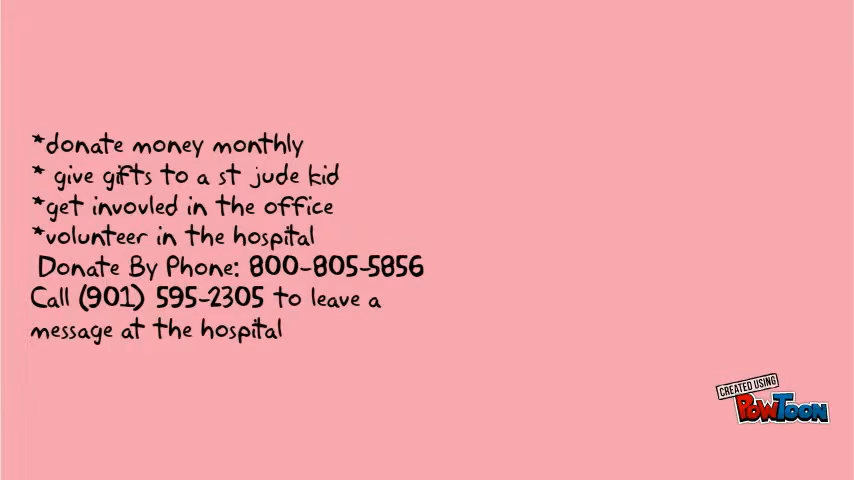 *donate money monthly
* give gifts to a st jude kid
*get invovled in the office
*volunteer in the hospital
Donate By Phone: 800-805-5856
Call (901) 595-2305 to leave a
message at the hospital
CREATED USING
POWTOON